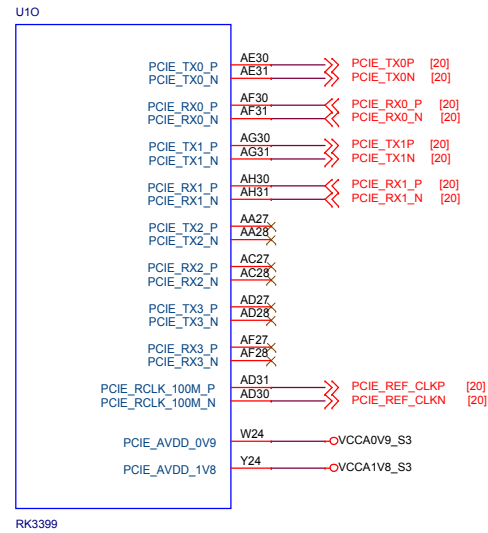 U1O
PCIE_TX0_P AE30 PCIE_TX0P [20]
PCIE_TX0_N AE31 PCIE_TX0N [20]
PCIE_RX0_P AF30 PCIE_RX0_P [20]
PCIE_RX0_N AF31 PCIE_RX0_N [20]
PCIE_TX1_P AG30 PCIE_TX1P [20]
PCIE_TX1_N AG31 PCIE_TX1N [20]
PCIE_RX1_P AH30 PCIE_RX1_P [20]
PCIE_RX1_N AH31 PCIE_RX1_N [20]
PCIE_TX2_P AA27
PCIE_TX2_N AA28
PCIE_RX2_P AC27
PCIE_RX2_N AC28
PCIE_TX3_P AD27
PCIE_TX3_N AD28
PCIE_RX3_P AF27
PCIE_RX3_N AF28
PCIE_RCLK_100M_P AD31 PCIE_REF_CLKP [20]
PCIE_RCLK_100M_N AD30 PCIE_REF_CLKN [20]
PCIE_AVDD_0V9 W24 VCCA0V9_S3
PCIE_AVDD_1V8 Y24 VCCA1V8_S3
RK3399